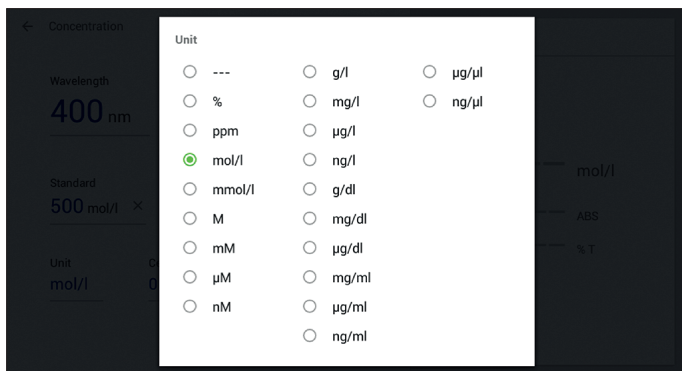 ← Concentration
Wavelength
400 nm
Standard
500 mol/l ×
Unit
mol/l
Unit
---
%
ppm
mol/l
mmol/l
M
mM
µM
nM
g/l
mg/l
µg/l
ng/l
g/dl
mg/dl
µg/dl
mg/ml
µg/ml
ng/ml
µg/µl
ng/µl
mol/l
ABS
% T